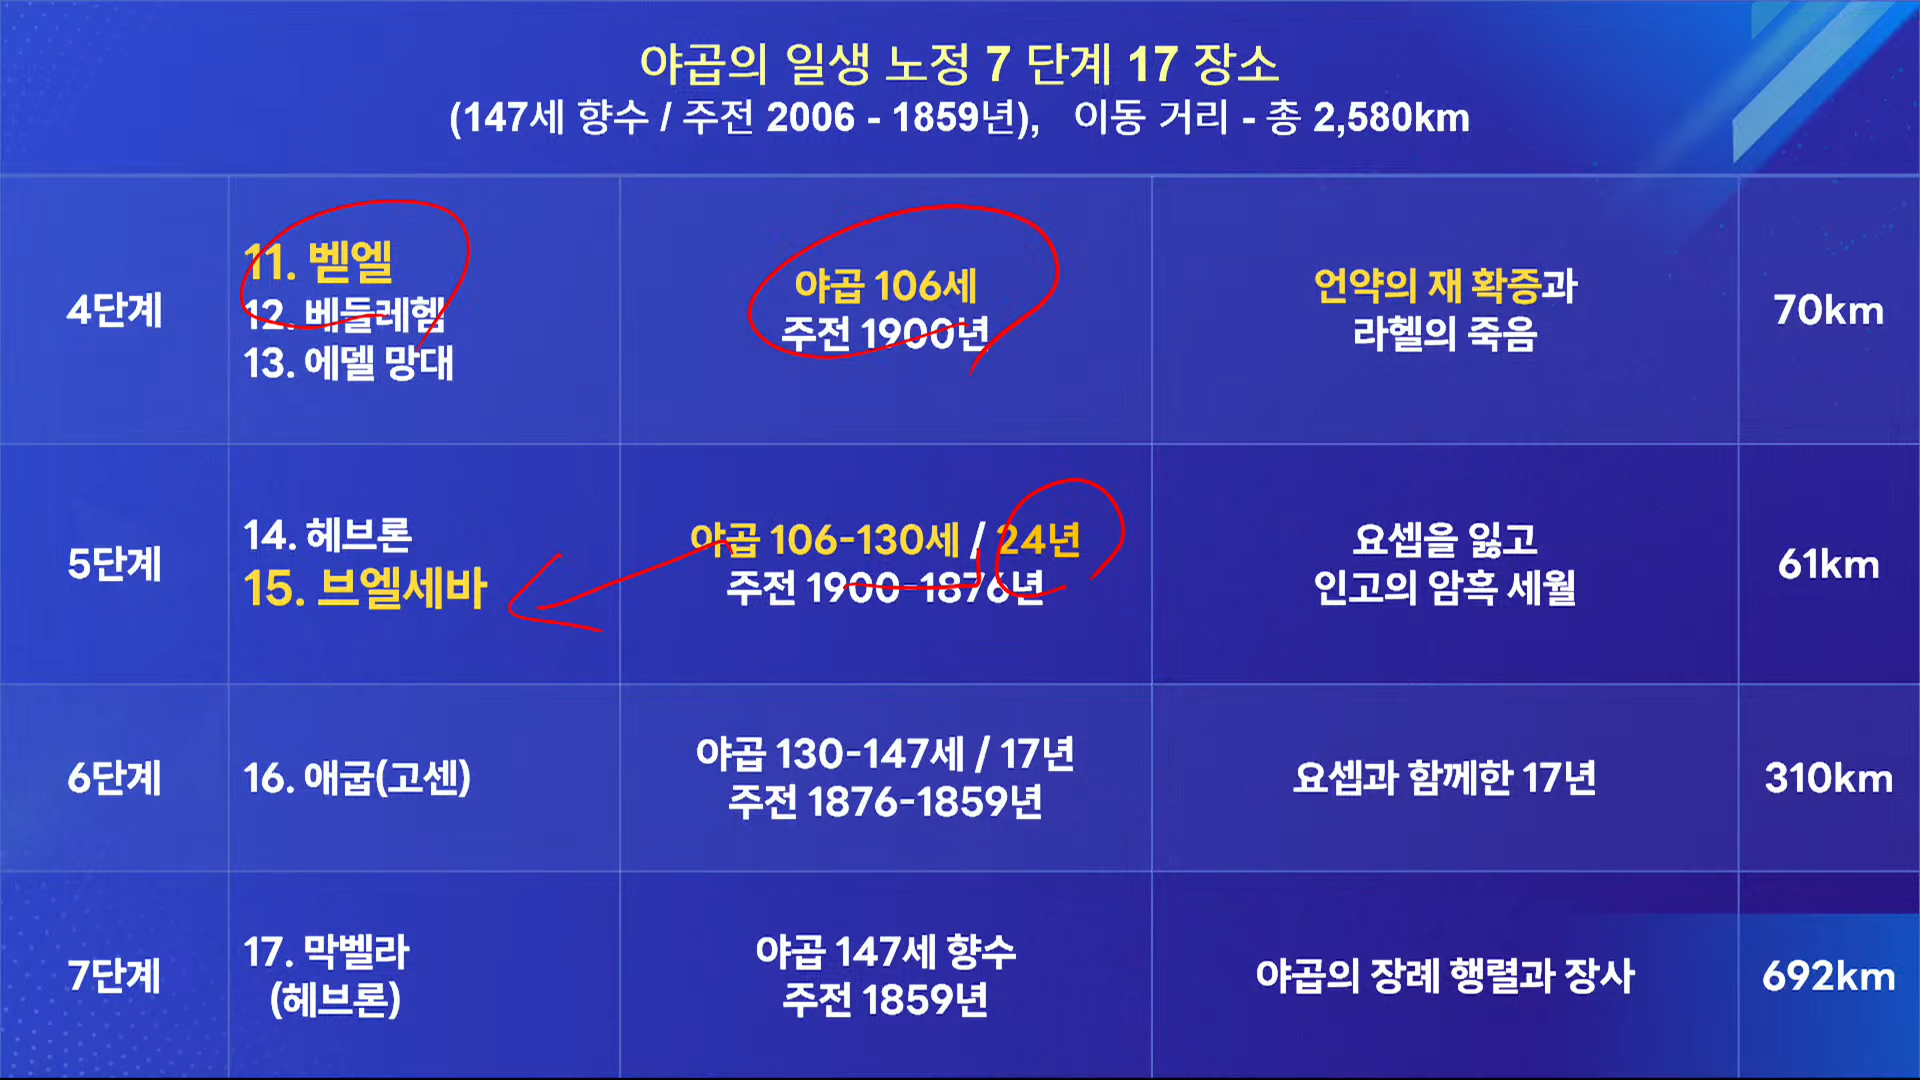 야곱의 일생 노정 7 단계 17 장소
(147세 향수 / 주전 2006 - 1859년),   이동 거리 - 총 2,580km
4단계
11. 벧엘
12. 베들레헴
13. 에델 망대
야곱 106세
주전 1900년
언약의 재 확증과
라헬의 죽음
70km
5단계
14. 헤브론
15. 브엘세바
야곱 106-130세 / 24년
주전 1900-1876년
요셉을 잃고
인고의 암흑 세월
61km
6단계
16. 애굽(고센)
야곱 130-147세 / 17년
주전 1876-1859년
요셉과 함께한 17년
310km
7단계
17. 막벨라
(헤브론)
야곱 147세 향수
주전 1859년
야곱의 장례 행렬과 장사
692km